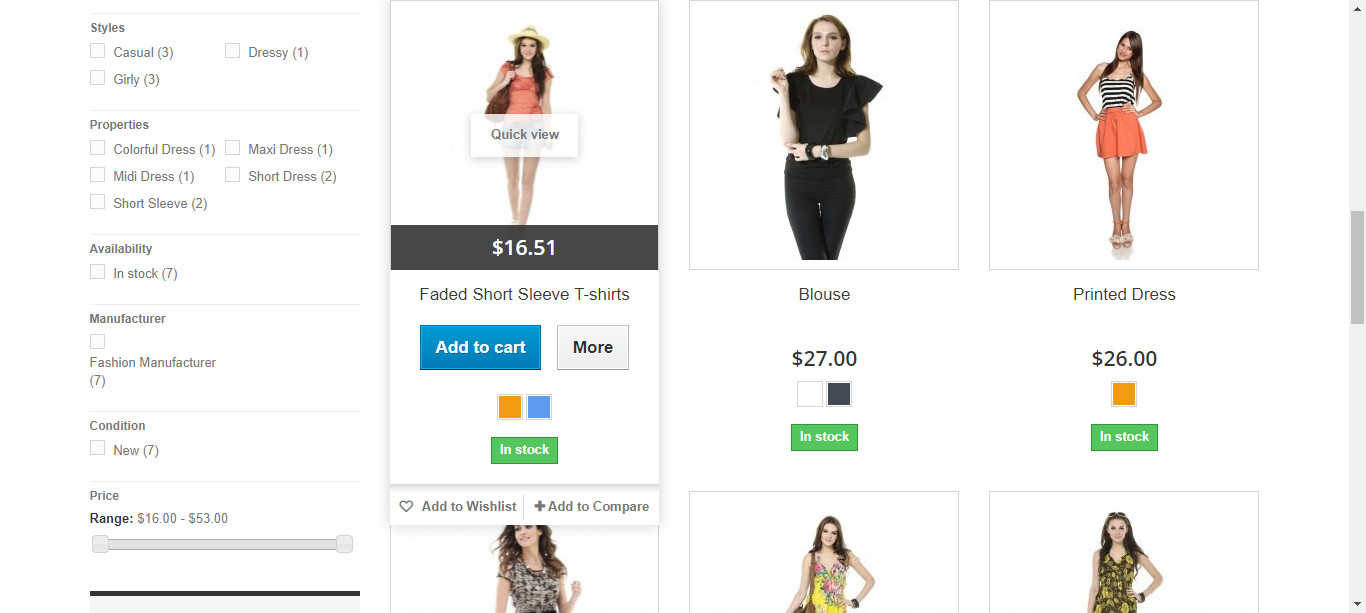 Styles
Casual (3)
Dressy (1)
Girly (3)
Properties
Colorful Dress (1)
Maxi Dress (1)
Midi Dress (1)
Short Dress (2)
Short Sleeve (2)
Availability
In stock (7)
Manufacturer
Fashion Manufacturer
(7)
Condition
New (7)
Price
Range: $16.00 - $53.00
Quick view
$16.51
Faded Short Sleeve T-shirts
Add to cart
More
In stock
Add to Wishlist
Add to Compare
Blouse
$27.00
In stock
Printed Dress
$26.00
In stock